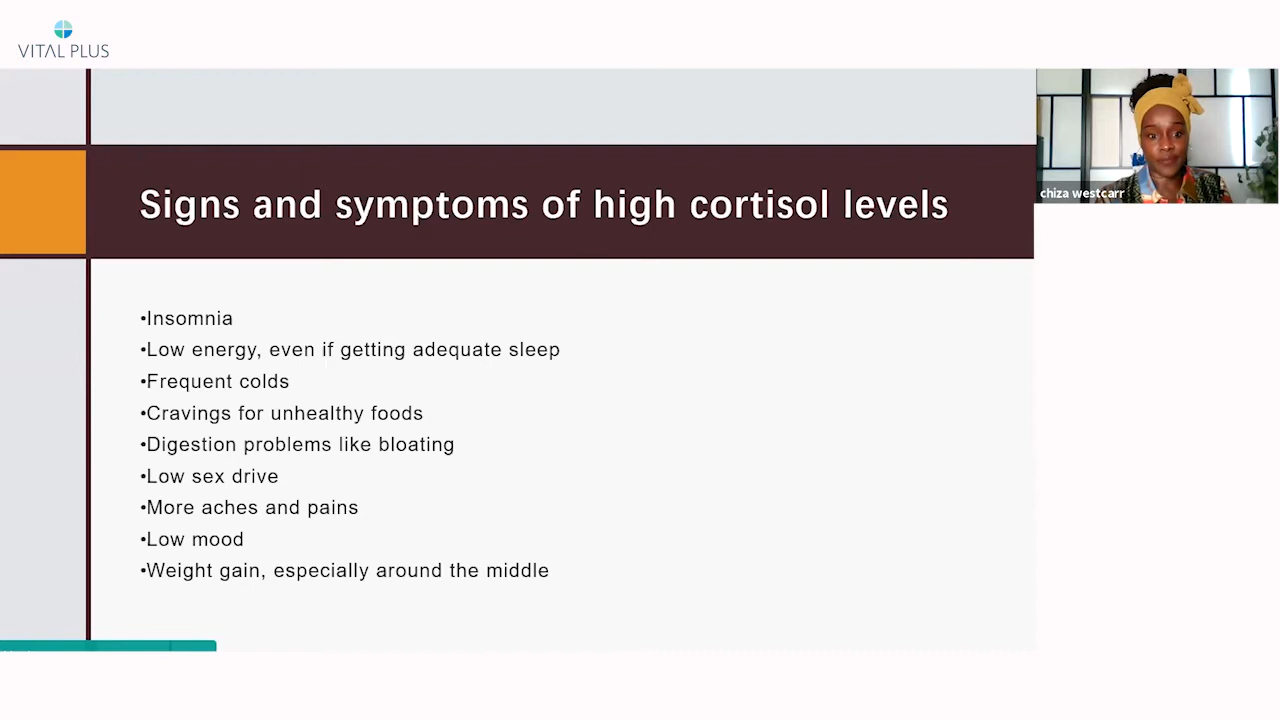 VITAL PLUS
Signs and symptoms of high cortisol levels
chiza westcarr
•Insomnia
•Low energy, even if getting adequate sleep
•Frequent colds
•Cravings for unhealthy foods
•Digestion problems like bloating
•Low sex drive
•More aches and pains
•Low mood
•Weight gain, especially around the middle